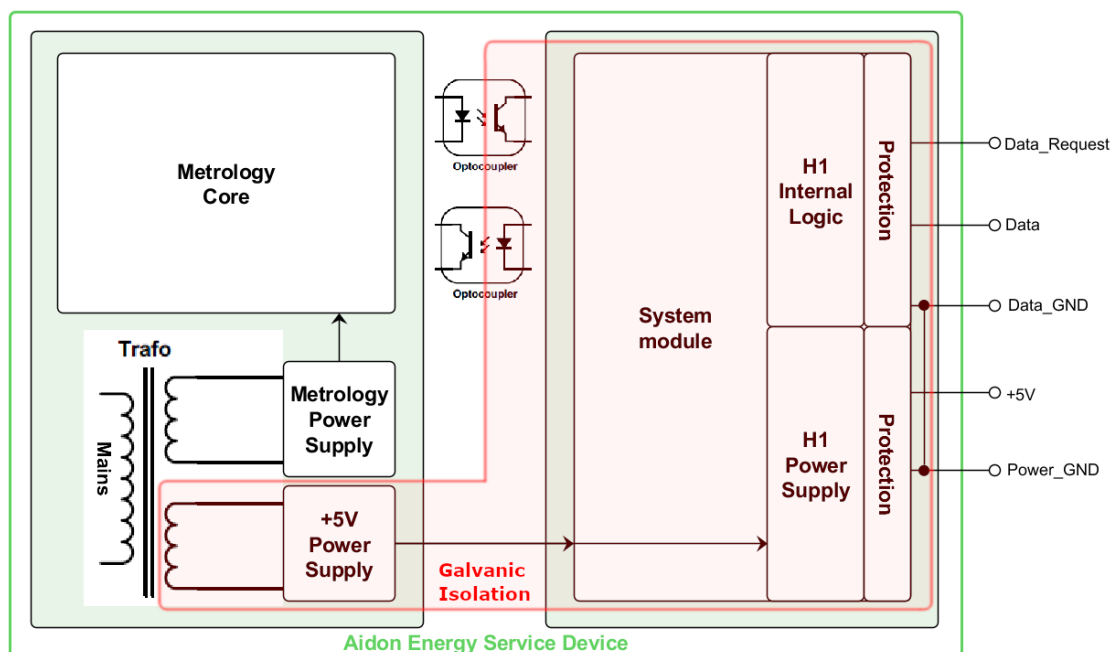 Metrology
Core
Optocoupler
Optocoupler
System
module
H1
Internal
Logic
Protection
Data_Request
Data
Data_GND
Trafo
Mains
Metrology
Power
Supply
+5V
Power
Supply
Galvanic
Isolation
H1
Power
Supply
Protection
+5V
Power_GND
Aidon Energy Service Device